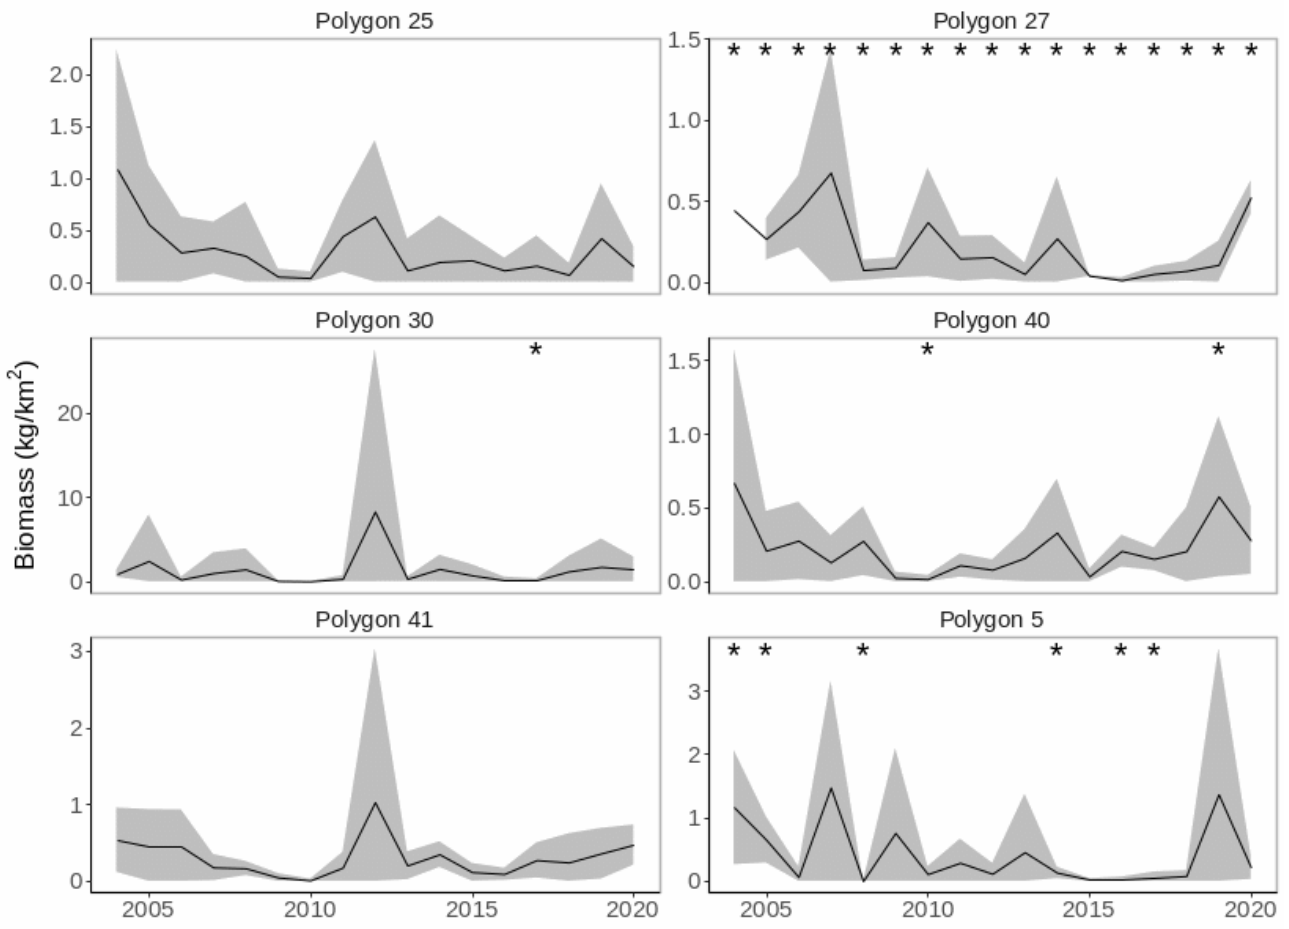 Polygon 25
Polygon 27
2.0
1.5
1.0
0.5
0.0
1.5
* * * * * * * * * * * * * * * * *
1.0
0.5
0.0
Polygon 30
Polygon 40
20
10
0
*
1.5
1.0
0.5
0.0
* *
Biomass (kg/km²)
Polygon 41
Polygon 5
3
2
1
0
3
2
1
0
* * * * * *
2005 2010 2015 2020
2005 2010 2015 2020